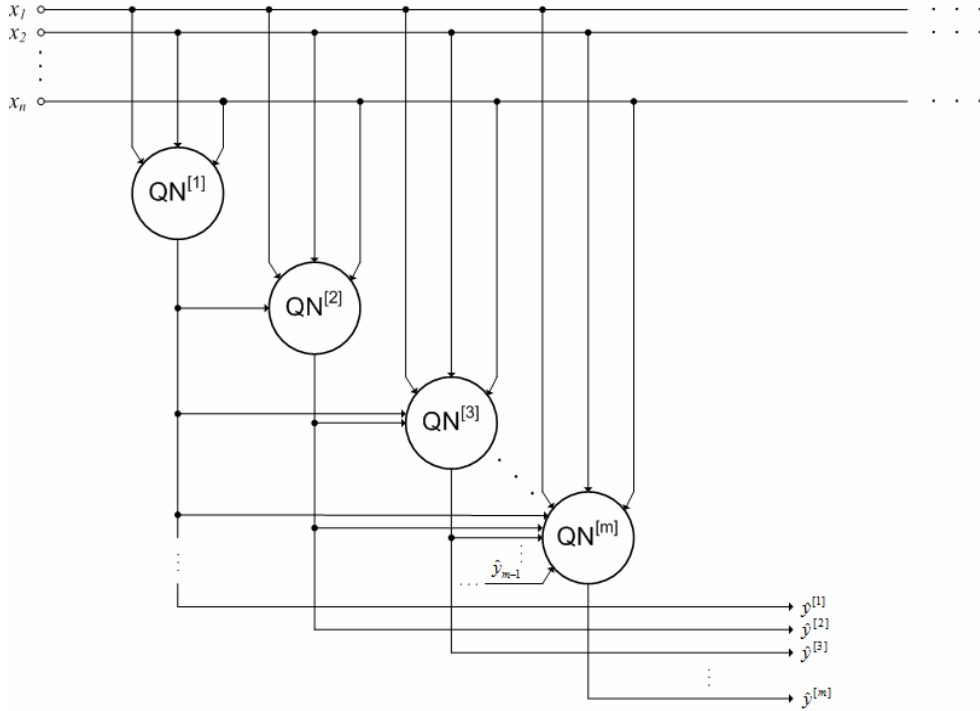 x₁
x₂
xₙ
QN^[1]
QN^[2]
QN^[3]
QN^[m]
ŷₘ₋₁
ŷ^[1]
ŷ^[2]
ŷ^[3]
ŷ^[m]